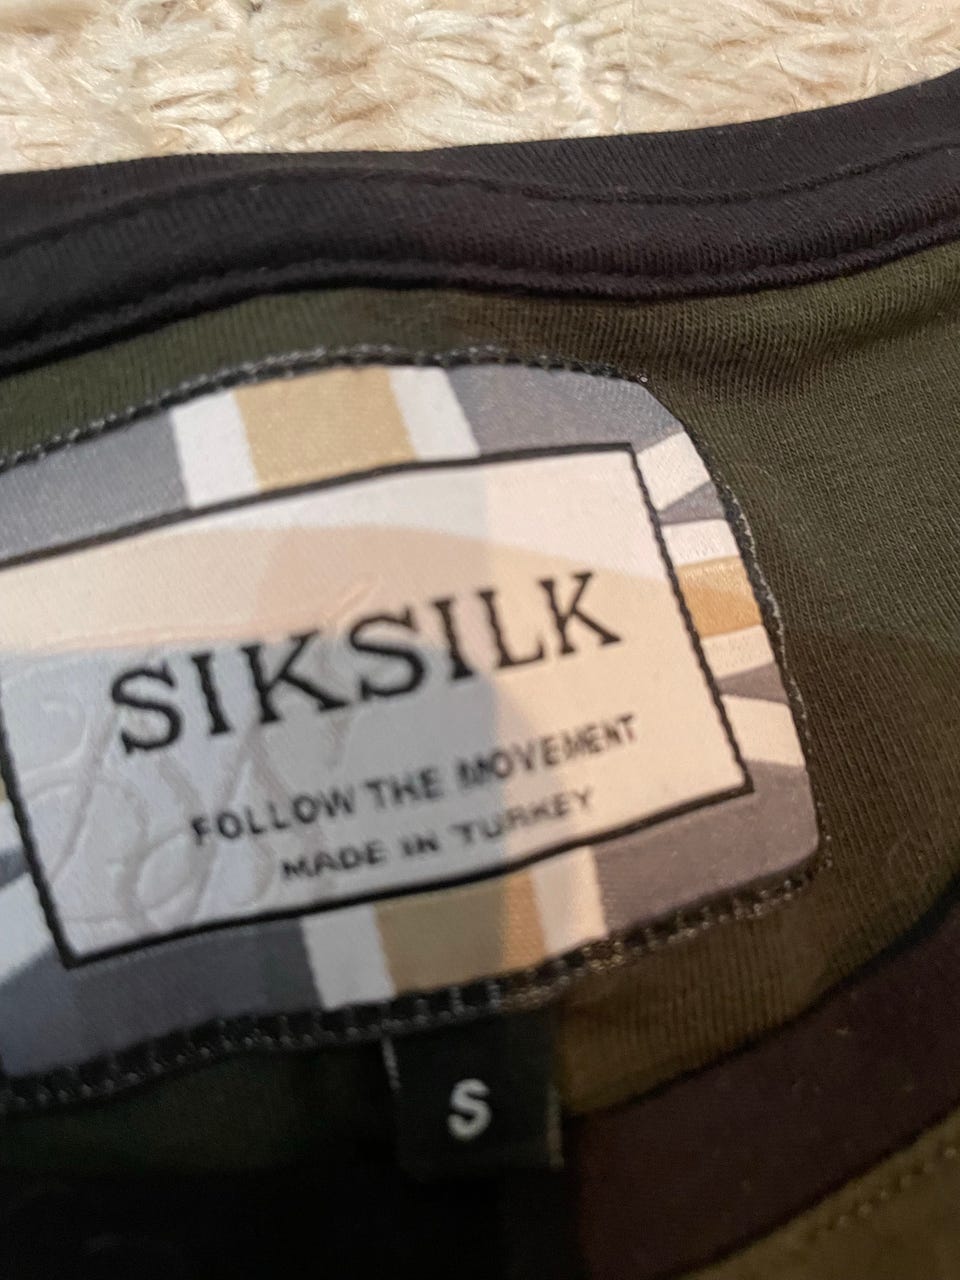 SIKSILK
FOLLOW THE MOVEMENT
MADE IN TURKEY
S